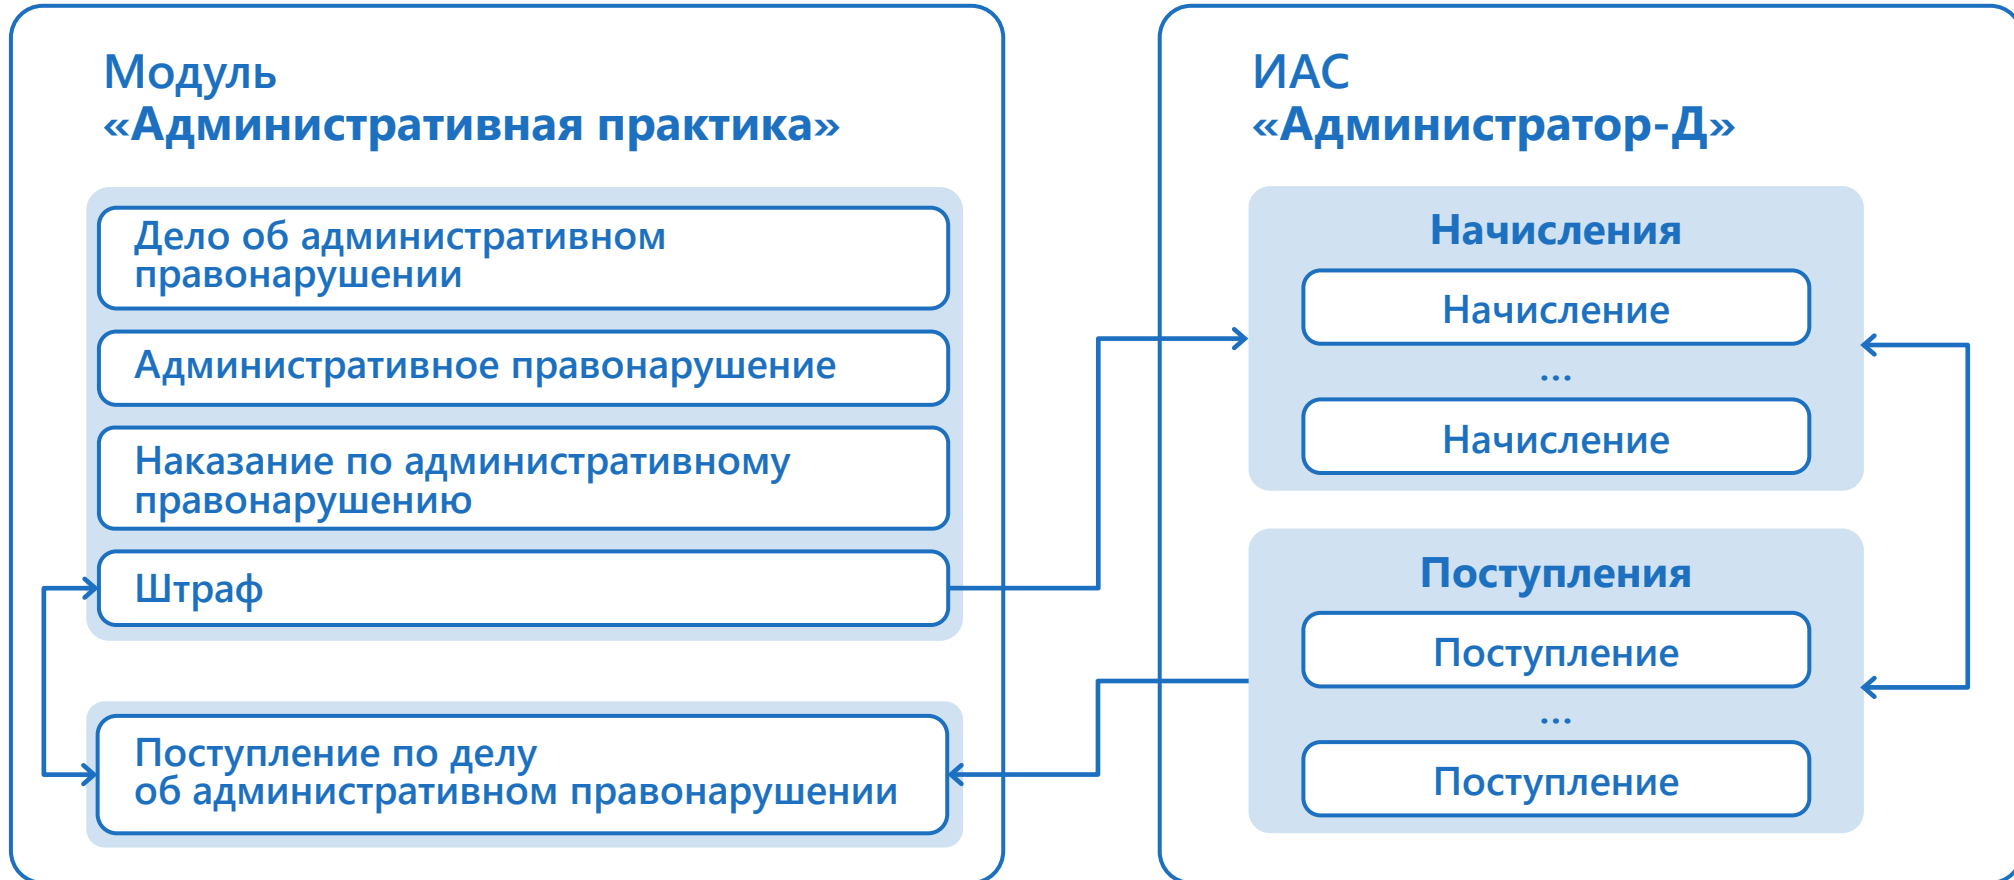 Модуль
«Административная практика»
Дело об административном
правонарушении
Административное правонарушение
Наказание по административному
правонарушению
Штраф
Поступление по делу
об административном правонарушении
ИАС
«Администратор-Д»
Начисления
Начисление
...
Начисление
Поступления
Поступление
...
Поступление